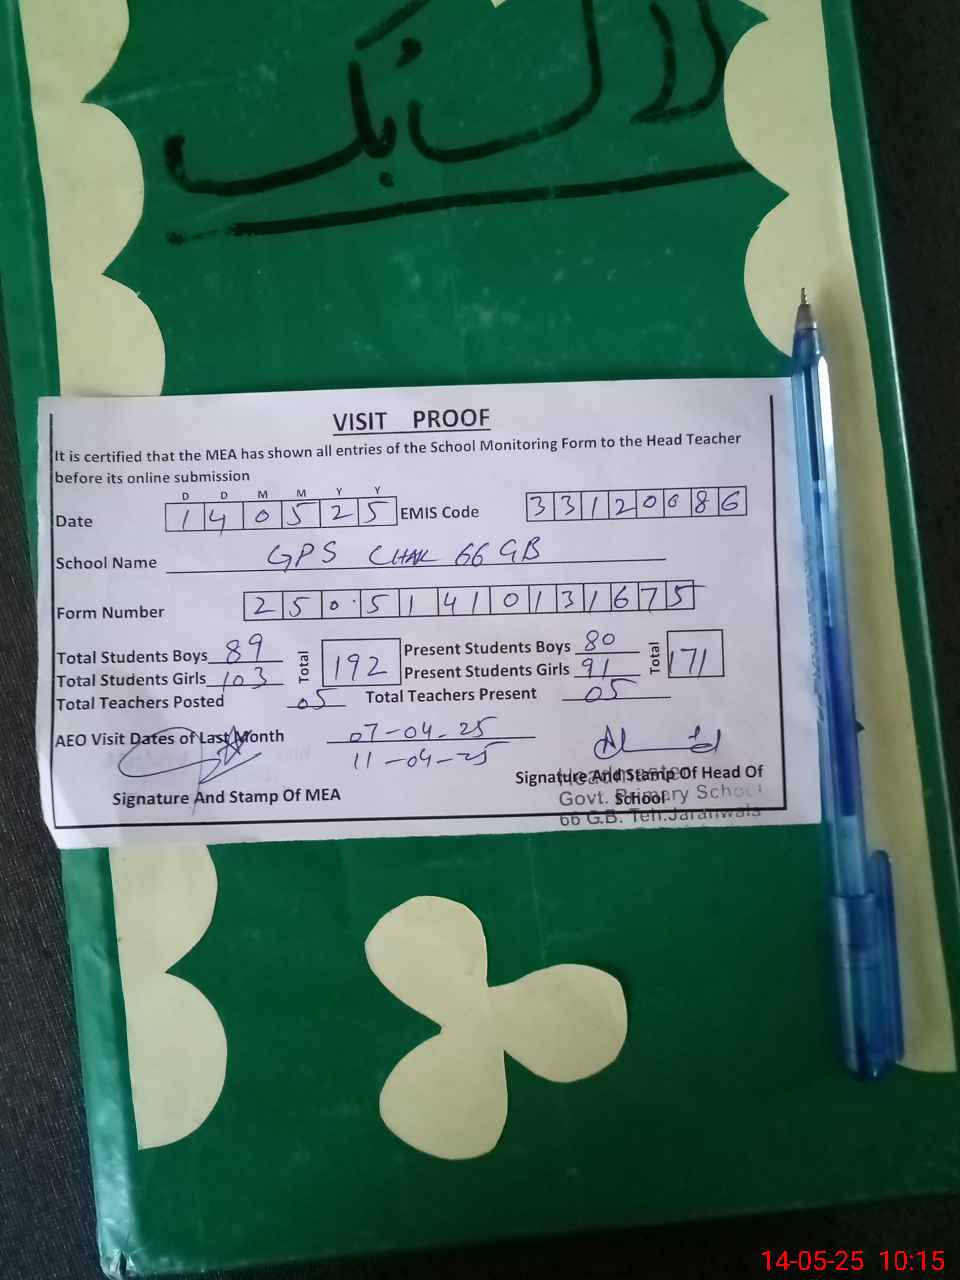 لاگ بک
VISIT PROOF
It is certified that the MEA has shown all entries of the School Monitoring Form to the Head Teacher
before its online submission
D D M M Y Y
Date 1 4 0 5 2 5 EMIS Code 3 3 1 2 0 0 8 6
School Name GPS CHAK 66 GB
Form Number 2 5 0 5 1 4 1 0 1 3 1 6 7 5
Total Students Boys 89 Total 192 Present Students Boys 80 Total 171
Total Students Girls 103 Present Students Girls 91
Total Teachers Posted 05 Total Teachers Present 05
AEO Visit Dates of Last Month 07-04-25
11-04-25
Signature And Stamp Of MEA
Signature And Stamp Of Head Of
School
Headmaster
Govt. Primary School
66 G.B. Teh.Jaranwala
14-05-25 10:15